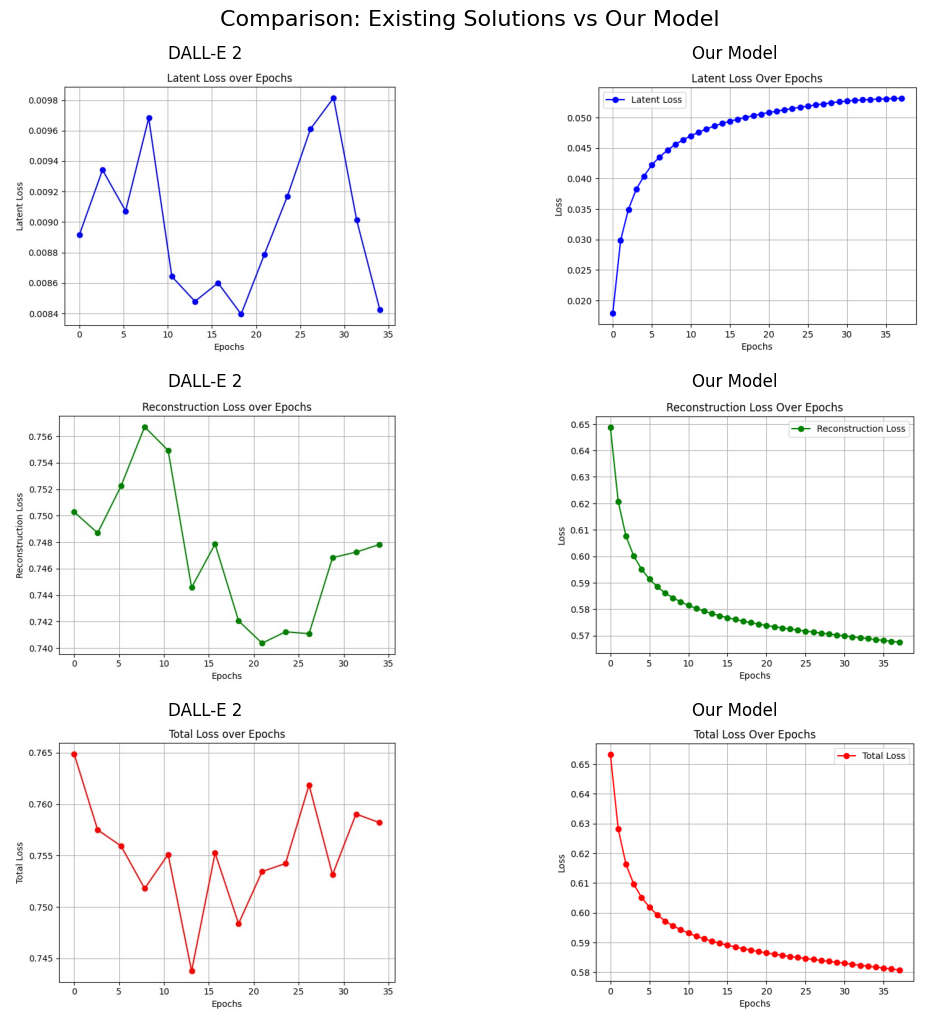 Comparison: Existing Solutions vs Our Model
DALL-E 2
Latent Loss over Epochs
0.0098
0.0096
0.0094
0.0092
0.0090
0.0088
0.0086
0.0084
Latent Loss
0 5 10 15 20 25 30 35
Epochs
Our Model
Latent Loss Over Epochs
Latent Loss
0.050
0.045
0.040
0.035
0.030
0.025
0.020
Loss
0 5 10 15 20 25 30 35
Epochs
DALL-E 2
Reconstruction Loss over Epochs
0.756
0.754
0.752
0.750
0.748
0.746
0.744
0.742
0.740
Reconstruction Loss
0 5 10 15 20 25 30 35
Epochs
Our Model
Reconstruction Loss Over Epochs
Reconstruction Loss
0.65
0.64
0.63
0.62
0.61
0.60
0.59
0.58
0.57
Loss
0 5 10 15 20 25 30 35
Epochs
DALL-E 2
Total Loss over Epochs
0.765
0.760
0.755
0.750
0.745
Total Loss
0 5 10 15 20 25 30 35
Epochs
Our Model
Total Loss Over Epochs
Total Loss
0.65
0.64
0.63
0.62
0.61
0.60
0.59
0.58
Loss
0 5 10 15 20 25 30 35
Epochs